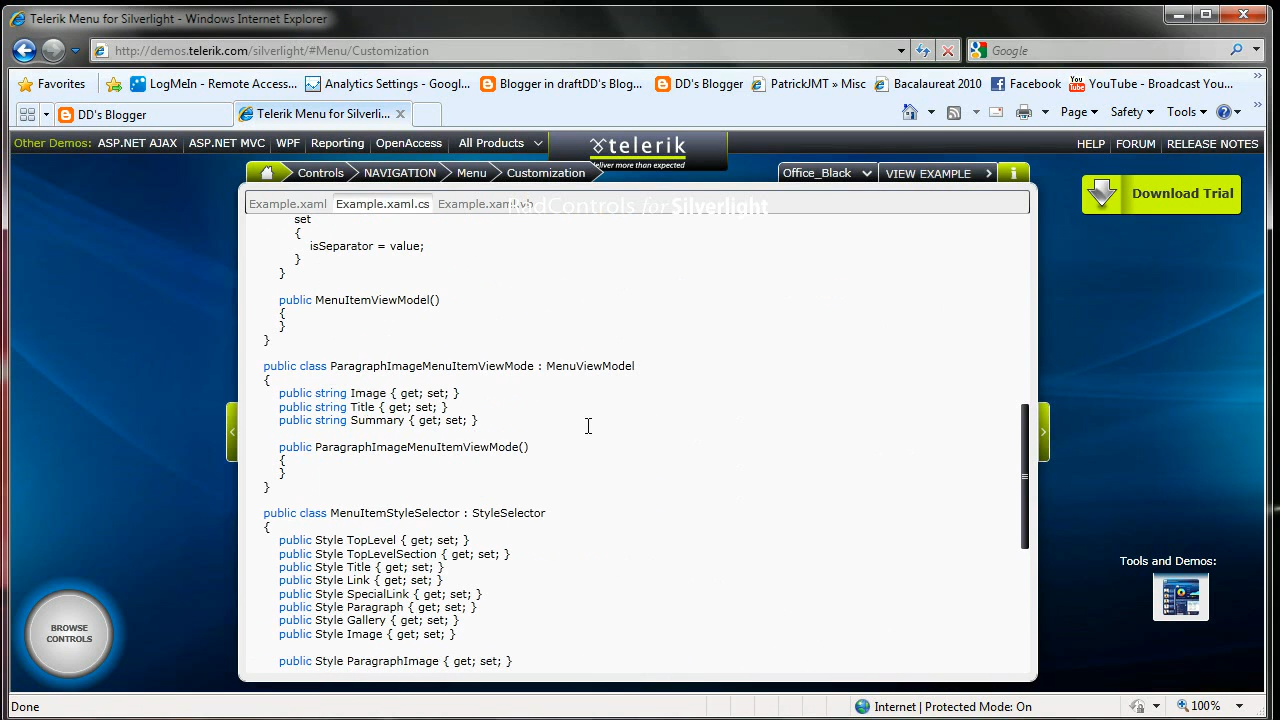 Telerik Menu for Silverlight - Windows Internet Explorer
http://demos.telerik.com/silverlight/#Menu/Customization
Google
Favorites
LogMeIn - Remote Access...
Analytics Settings - Googl...
Blogger in draftDD's Blog...
DD's Blogger
PatrickJMT » Misc
Bacalaureat 2010
Facebook
YouTube - Broadcast You...
DD's Blogger
Telerik Menu for Silverli...
Page
Safety
Tools
Other Demos: ASP.NET AJAX ASP.NET MVC WPF Reporting OpenAccess All Products
telerik
deliver more than expected
HELP FORUM RELEASE NOTES
Controls NAVIGATION Menu Customization
Office_Black
VIEW EXAMPLE
i
Download Trial
Example.xaml Example.xaml.cs Example.xaml.vb
RadControls for Silverlight
set
{
isSeparator = value;
}
}
public MenuItemViewModel()
{
}
}
public class ParagraphImageMenuItemViewMode : MenuViewModel
{
public string Image { get; set; }
public string Title { get; set; }
public string Summary { get; set; }
public ParagraphImageMenuItemViewMode()
{
}
}
public class MenuItemStyleSelector : StyleSelector
{
public Style TopLevel { get; set; }
public Style TopLevelSection { get; set; }
public Style Title { get; set; }
public Style Link { get; set; }
public Style SpecialLink { get; set; }
public Style Paragraph { get; set; }
public Style Gallery { get; set; }
public Style Image { get; set; }
public Style ParagraphImage { get; set; }
Tools and Demos:
BROWSE
CONTROLS
Done
Internet | Protected Mode: On
100%